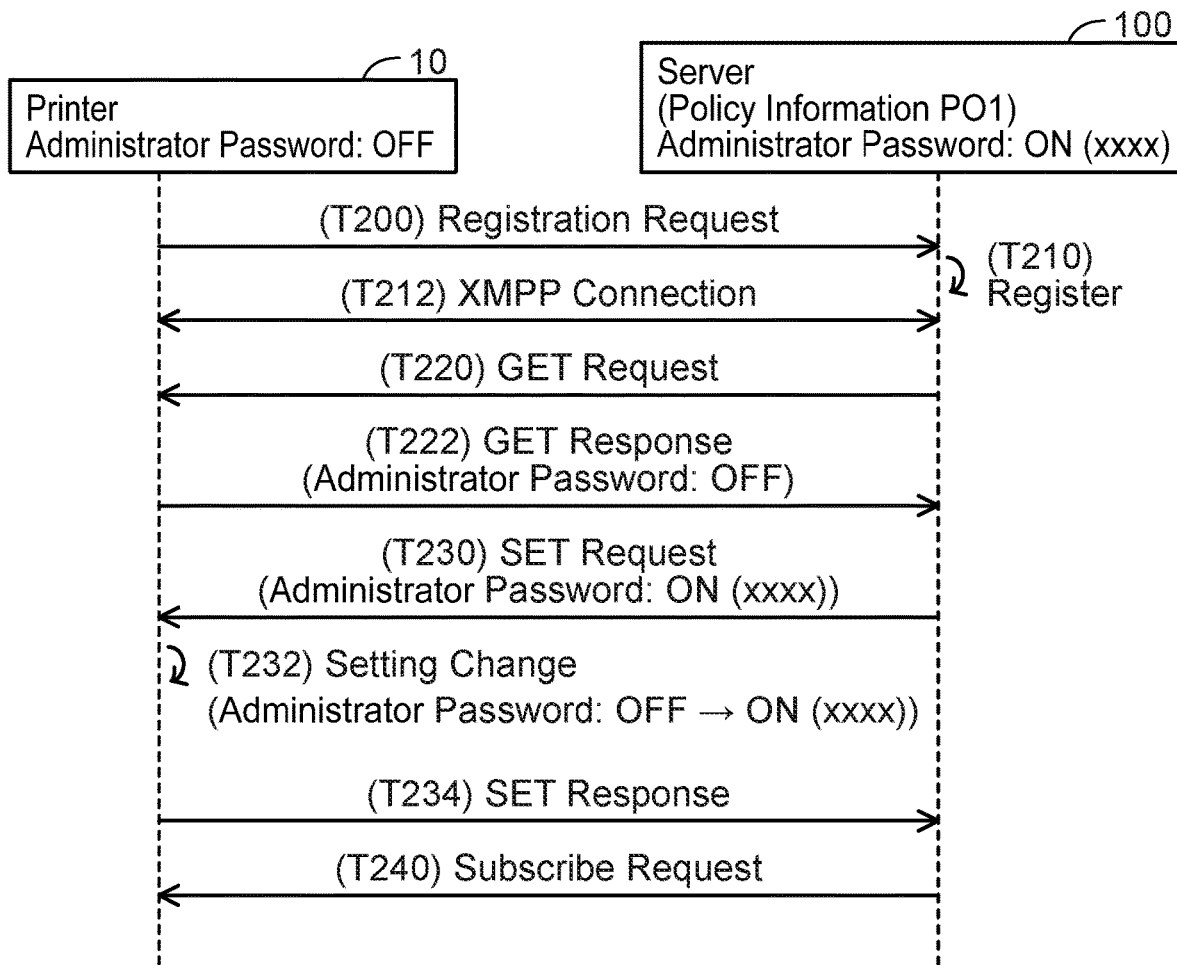 10
Printer
Administrator Password: OFF
100
Server
(Policy Information PO1)
Administrator Password: ON (xxxx)
(T200) Registration Request
(T210)
Register
(T212) XMPP Connection
(T220) GET Request
(T222) GET Response
(Administrator Password: OFF)
(T230) SET Request
(Administrator Password: ON (xxxx))
(T232) Setting Change
(Administrator Password: OFF → ON (xxxx))
(T234) SET Response
(T240) Subscribe Request